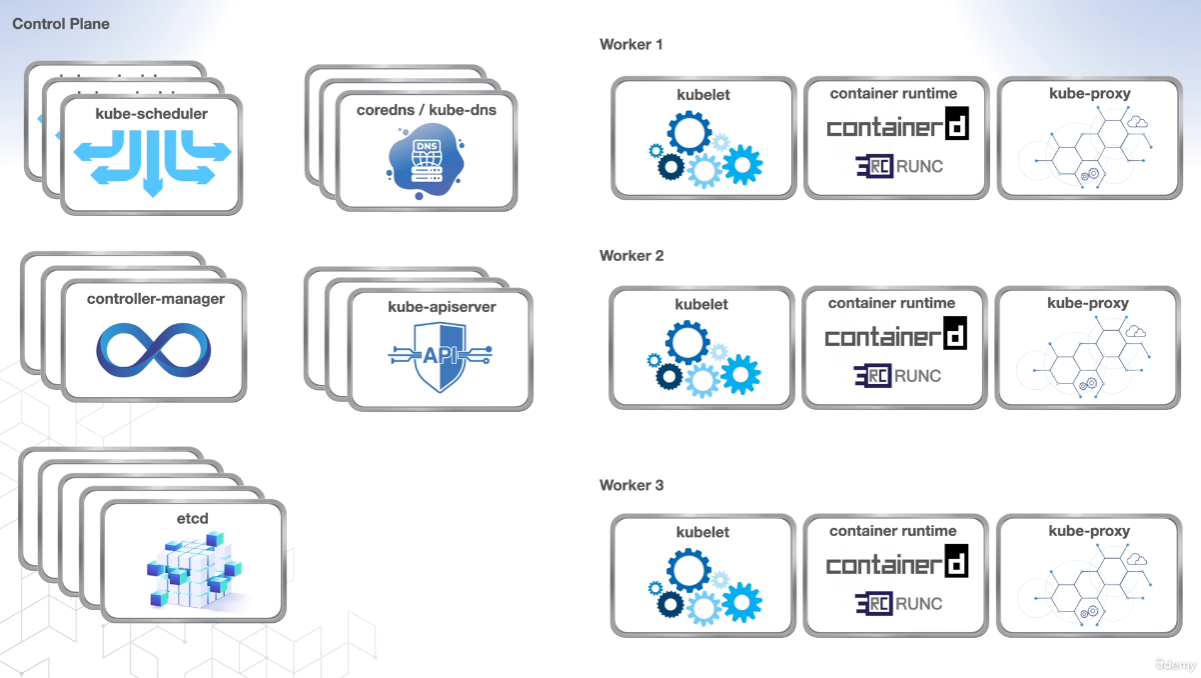 Control Plane
kube-scheduler
coredns / kube-dns
DNS
controller-manager
kube-apiserver
API
etcd
Worker 1
kubelet
container runtime
containerd
RC RUNC
kube-proxy
Worker 2
kubelet
container runtime
containerd
RC RUNC
kube-proxy
Worker 3
kubelet
container runtime
containerd
RC RUNC
kube-proxy
ûdemy